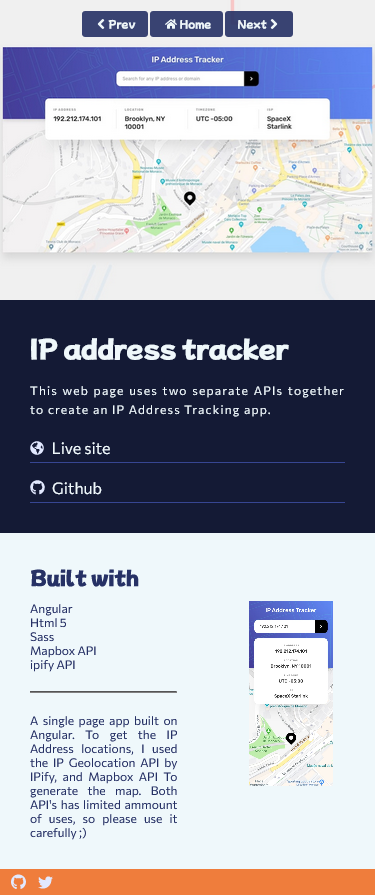 Prev
Home
Next
IP Address Tracker
Search for any IP address or domain
IP ADDRESS
LOCATION
TIMEZONE
ISP
192.212.174.101
Brooklyn, NY
10001
UTC -05:00
SpaceX
Starlink
IP address tracker
This web page uses two separate APIs together
to create an IP Address Tracking app.
Live site
Github
Built with
Angular
Html 5
Sass
Mapbox API
ipify API
A single page app built on
Angular. To get the IP
Address locations, I used
the IP Geolocation API by
IPify, and Mapbox API To
generate the map. Both
API's has limited ammount
of uses, so please use it
carefully ;)
IP Address Tracker
192.212.174.101
192.212.174.101
Brooklyn, NY 10001
UTC -05:00
SpaceX Starlink